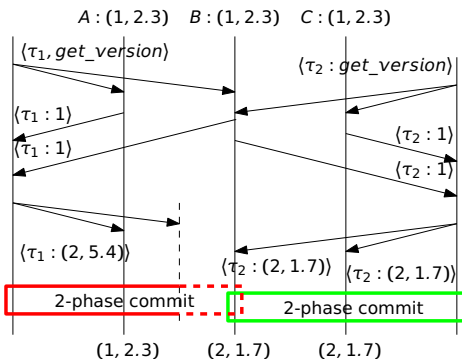 A : (1, 2.3) B : (1, 2.3) C : (1, 2.3)
⟨τ₁, get_version⟩
⟨τ₂ : get_version⟩
⟨τ₁ : 1⟩
⟨τ₂ : 1⟩
⟨τ₁ : 1⟩
⟨τ₂ : 1⟩
⟨τ₁ : (2, 5.4)⟩
⟨τ₂ : (2, 1.7)⟩ ⟨τ₂ : (2, 1.7)⟩
2-phase commit 2-phase commit
(1, 2.3) (2, 1.7) (2, 1.7)